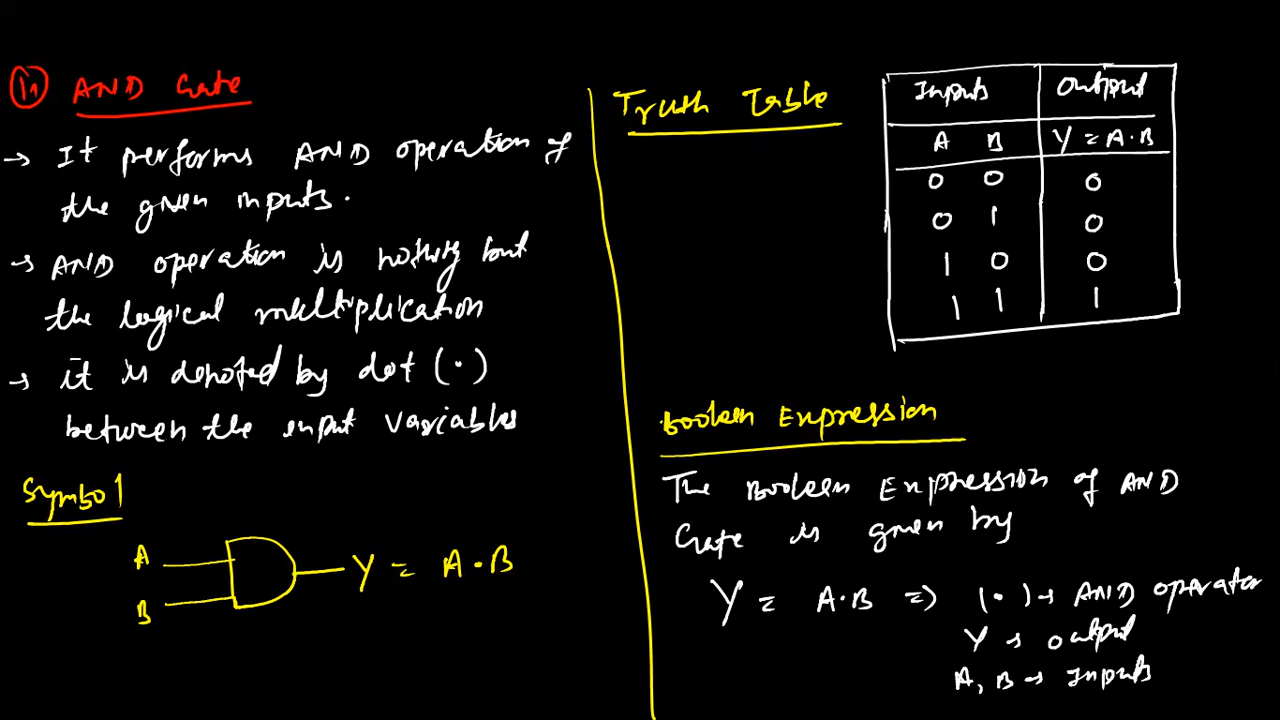 1) AND Gate
→ It performs AND operation of
the given inputs.
→ AND operation is nothing but
the logical multiplication
→ it is denoted by dot (·)
between the input variables
Symbol
A
B
Y = A·B
Truth Table
Inputs Output
A B Y = A·B
0 0 0
0 1 0
1 0 0
1 1 1
Boolean Expression
The Boolean Expression of AND
Gate is given by
Y = A·B ⇒ (·) → AND operator
Y → output
A, B → Inputs